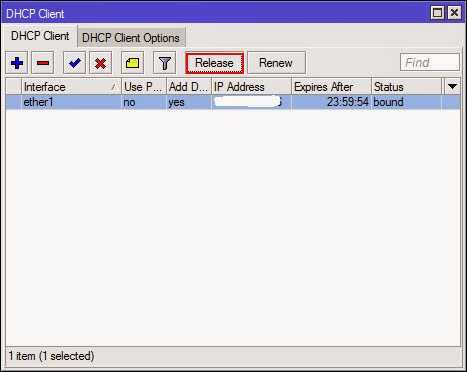 DHCP Client
DHCP Client DHCP Client Options
Release Renew Find
Interface Use P... Add D... IP Address Expires After Status
ether1 no yes 23:59:54 bound
1 item (1 selected)